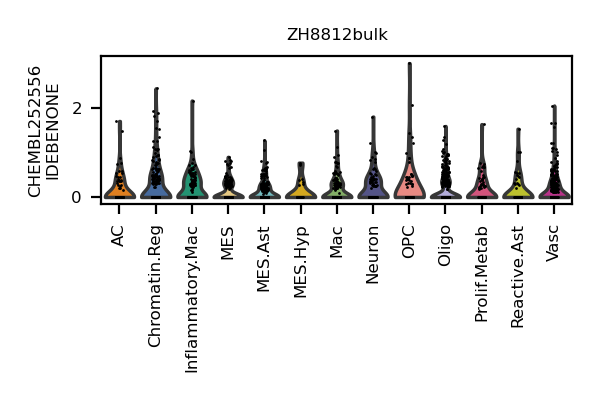 ZH8812bulk
CHEMBL252556
IDEBENONE
2
0
AC
Chromatin.Reg
Inflammatory.Mac
MES
MES.Ast
MES.Hyp
Mac
Neuron
OPC
Oligo
Prolif.Metab
Reactive.Ast
Vasc